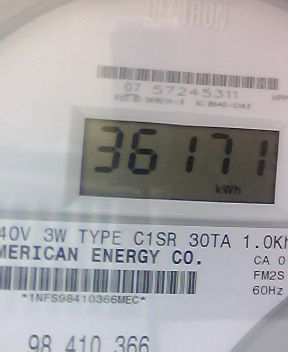 CENTRON®
07 57245311
36171
kWh
40V 3W TYPE C1SR 30TA 1.0Kh
MERICAN ENERGY CO.
CA 0
FM2S
60Hz
*1NFS98410366MEC*
98 410 366